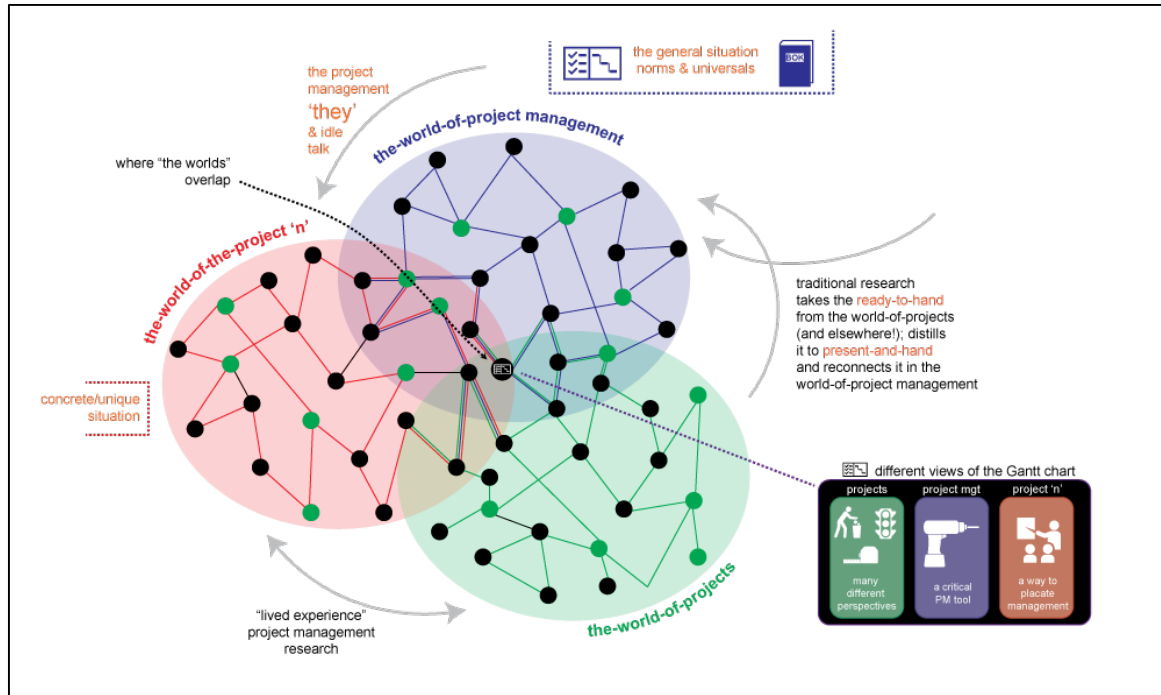 the general situation
norms & universals
BOK
the project
management
'they'
& idle
talk
the-world-of-project management
where "the worlds"
overlap
the-world-of-the-project 'n'
concrete/unique
situation
traditional research
takes the ready-to-hand
from the world-of-projects
(and elsewhere!); distills
it to present-and-hand
and reconnects it in the
world-of-project management
different views of the Gantt chart
projects
many
different
perspectives
project mgt
a critical
PM tool
project 'n'
a way to
placate
management
the-world-of-projects
"lived experience"
project management
research